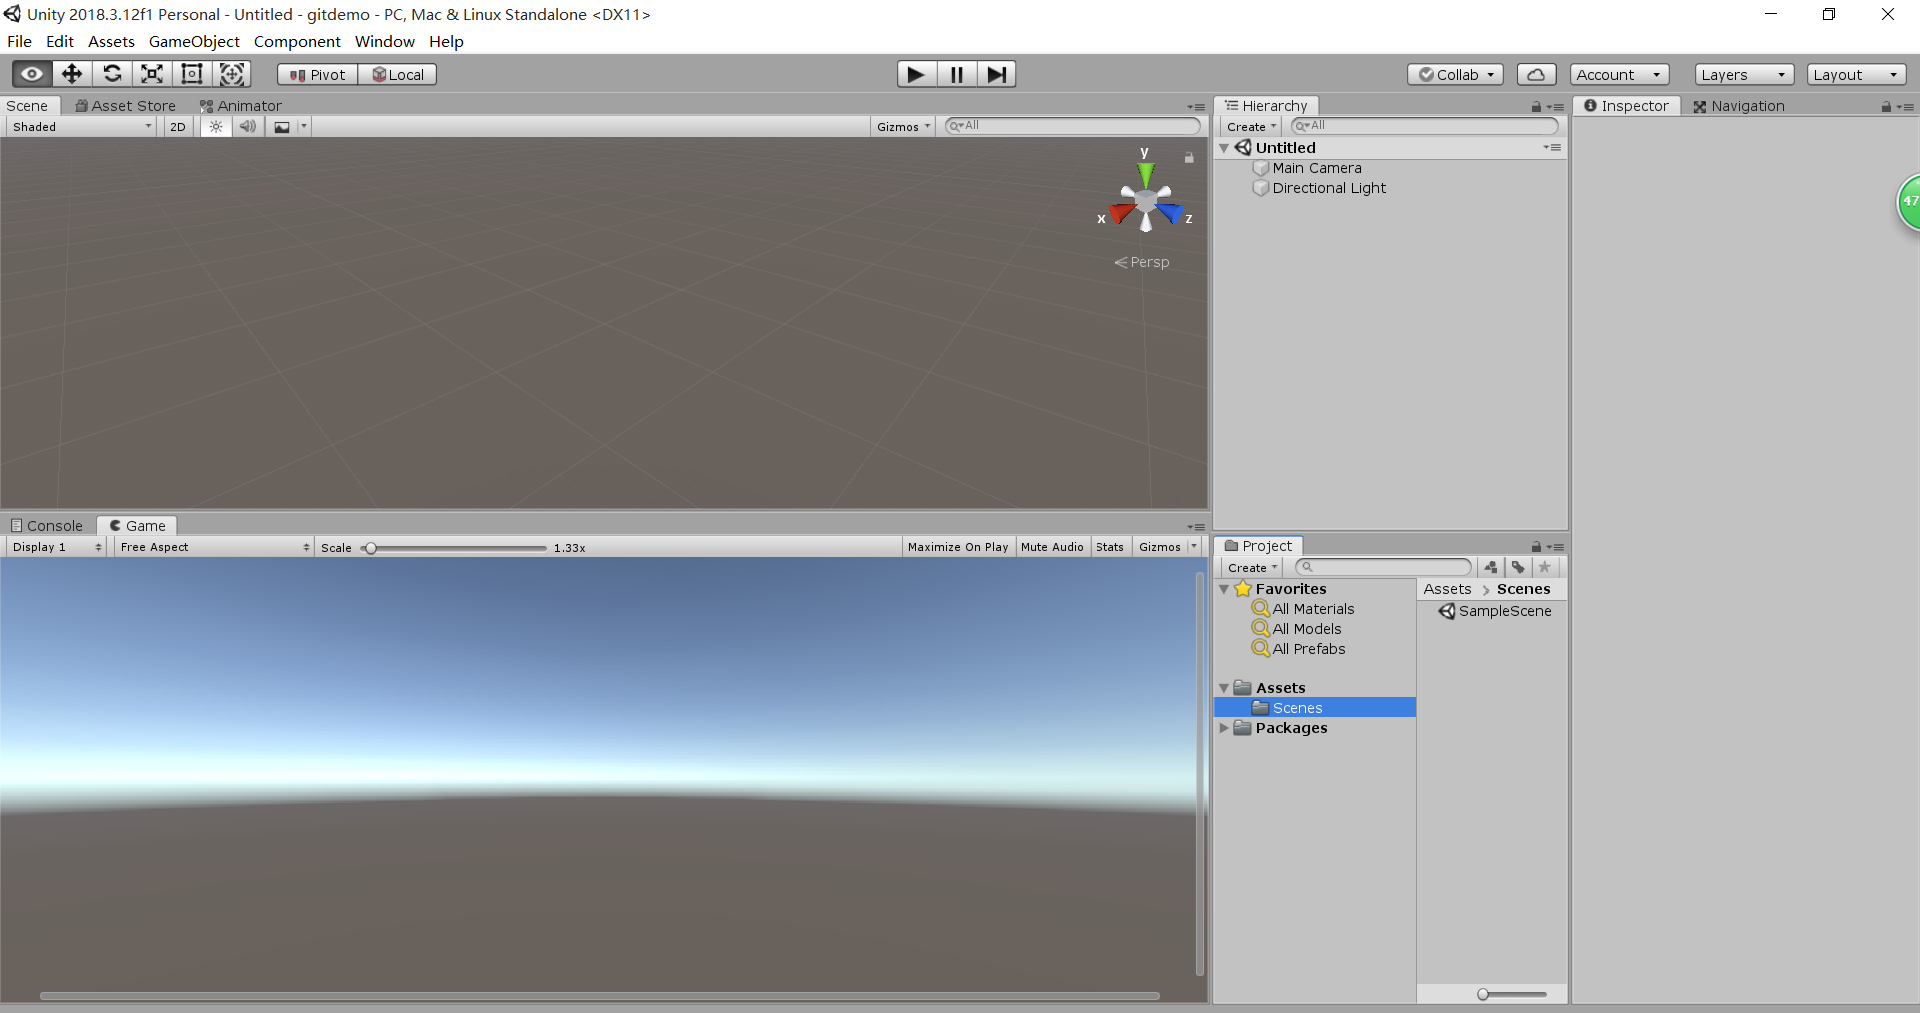 Unity 2018.3.12f1 Personal - Untitled - gitdemo - PC, Mac & Linux Standalone <DX11>
File Edit Assets GameObject Component Window Help
Pivot Local Collab Account Layers Layout
Scene Asset Store Animator
Shaded 2D Gizmos All
y
x z
Persp
Hierarchy
Create All
Untitled
Main Camera
Directional Light
Inspector Navigation
47
Console Game
Display 1 Free Aspect Scale 1.33x Maximize On Play Mute Audio Stats Gizmos
Project
Create
Favorites
All Materials
All Models
All Prefabs
Assets
Scenes
Packages
Assets > Scenes
SampleScene